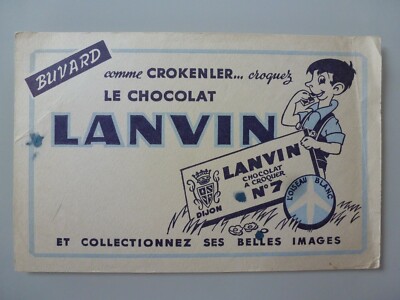 BUVARD
comme CROKENLER... croquez
LE CHOCOLAT
LANVIN
LANVIN
CHOCOLAT
A CROQUER
N° 7
DIJON
L'OISEAU BLANC
ET COLLECTIONNEZ SES BELLES IMAGES